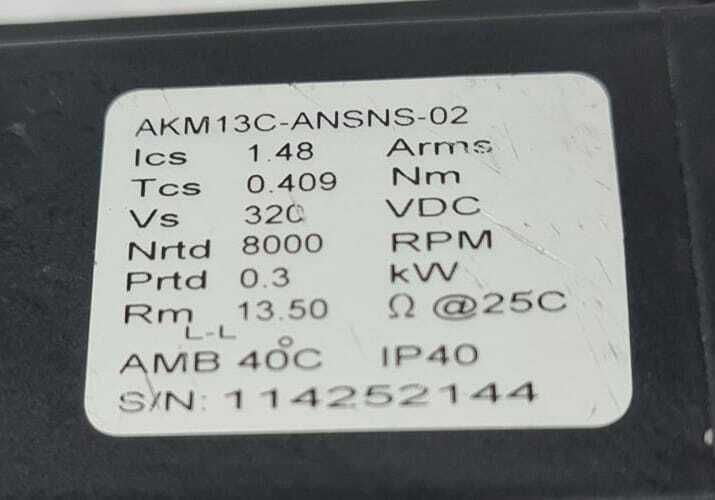 AKM13C-ANSNS-02
Ics 1.48 Arms
Tcs 0.409 Nm
Vs 320 VDC
Nrtd 8000 RPM
Prtd 0.3 kW
Rm L-L 13.50 Ω @25C
AMB 40°C IP40
S/N: 114252144